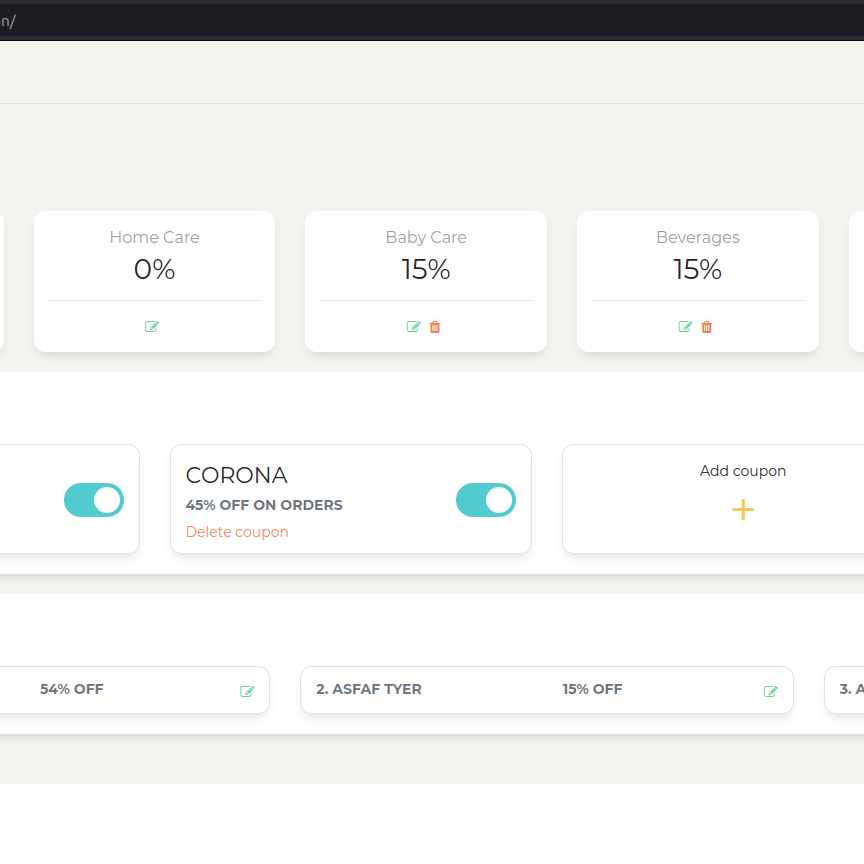 n/
Home Care
0%
Baby Care
15%
Beverages
15%
CORONA
45% OFF ON ORDERS
Delete coupon
Add coupon
54% OFF
2. ASFAF TYER
15% OFF
3. A